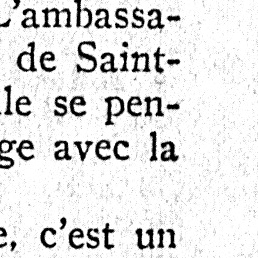 L'ambassa-
de Saint-
le se pen-
ge avec la
e, c'est un